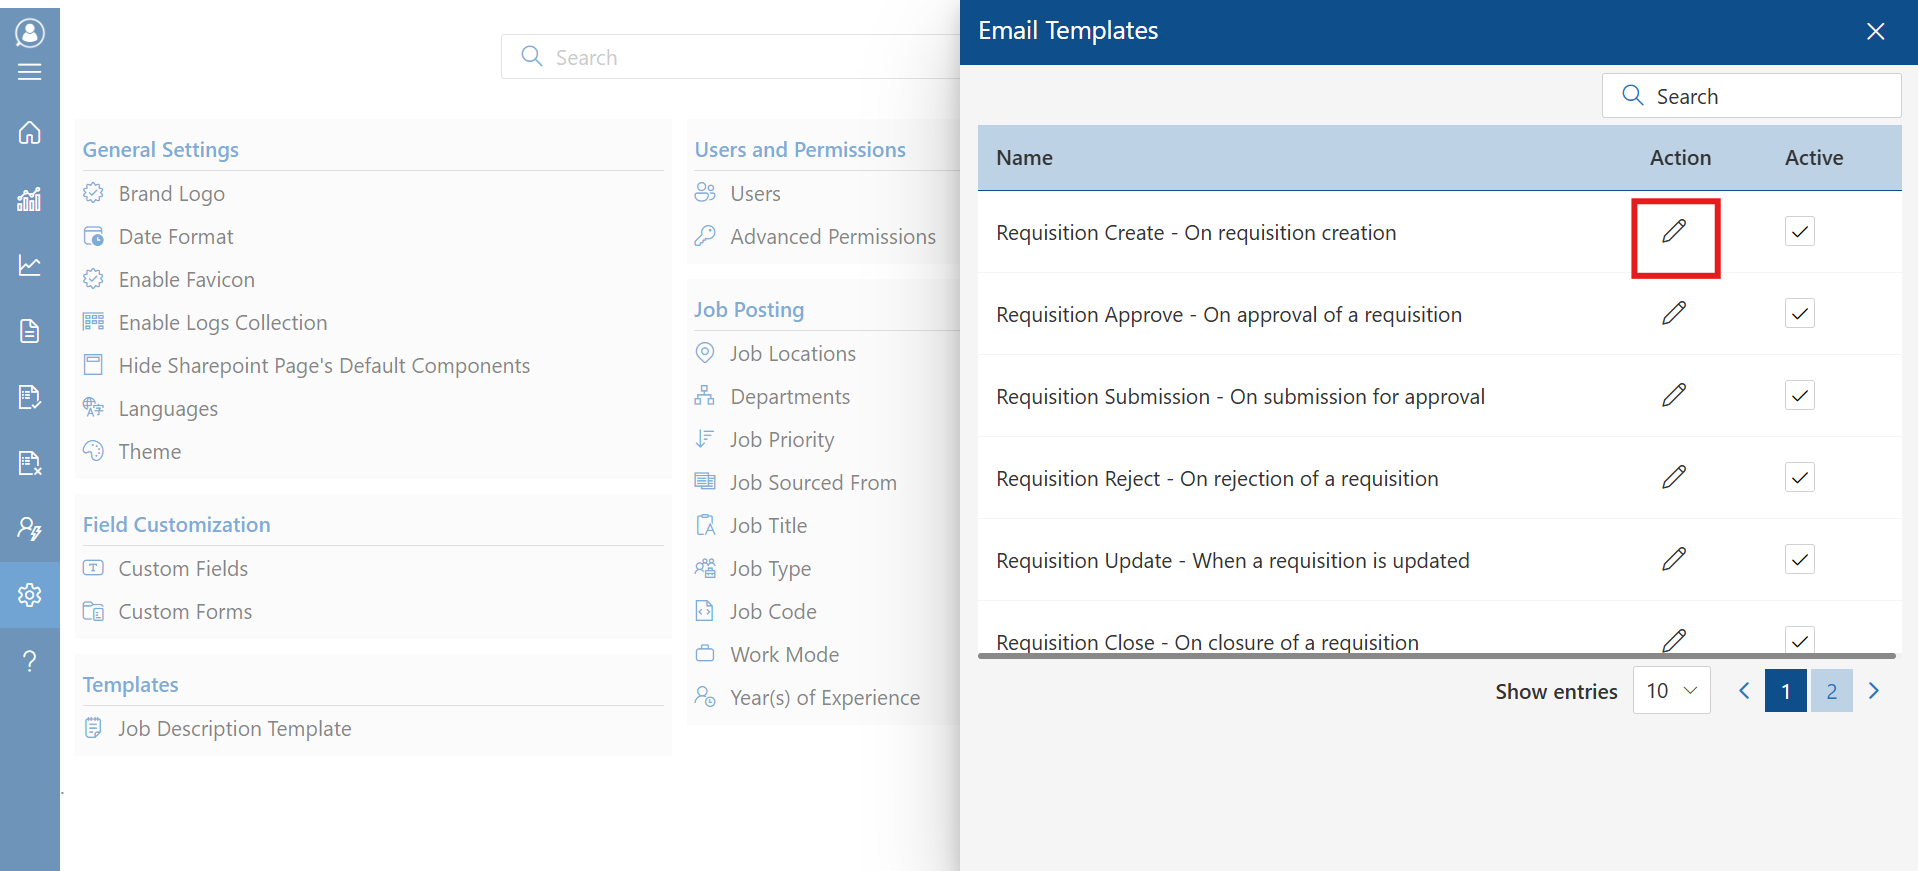 Search
General Settings
Brand Logo
Date Format
Enable Favicon
Enable Logs Collection
Hide Sharepoint Page's Default Components
Languages
Theme
Field Customization
Custom Fields
Custom Forms
Templates
Job Description Template
Users and Permissions
Users
Advanced Permissions
Job Posting
Job Locations
Departments
Job Priority
Job Sourced From
Job Title
Job Type
Job Code
Work Mode
Year(s) of Experience
Email Templates
Search
Name Action Active
Requisition Create - On requisition creation
Requisition Approve - On approval of a requisition
Requisition Submission - On submission for approval
Requisition Reject - On rejection of a requisition
Requisition Update - When a requisition is updated
Requisition Close - On closure of a requisition
Show entries 10 1 2